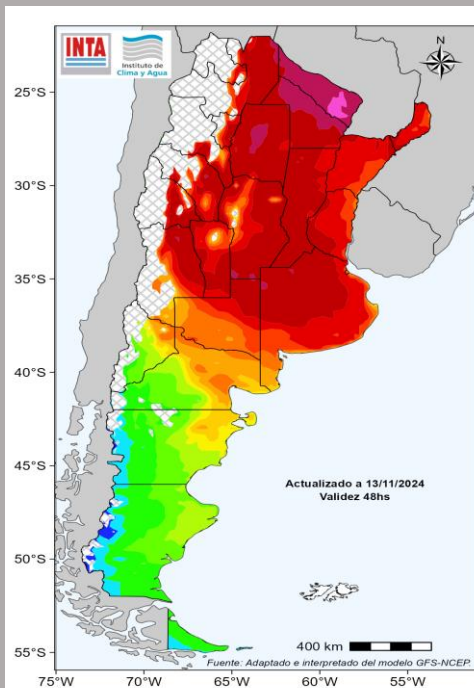 INTA
Instituto de
Clima y Agua
N
25°S
30°S
35°S
40°S
45°S
50°S
55°S
Actualizado a 13/11/2024
Validez 48hs
400 km
Fuente: Adaptado e interpretado del modelo GFS-NCEP.
75°W
70°W
65°W
60°W
55°W